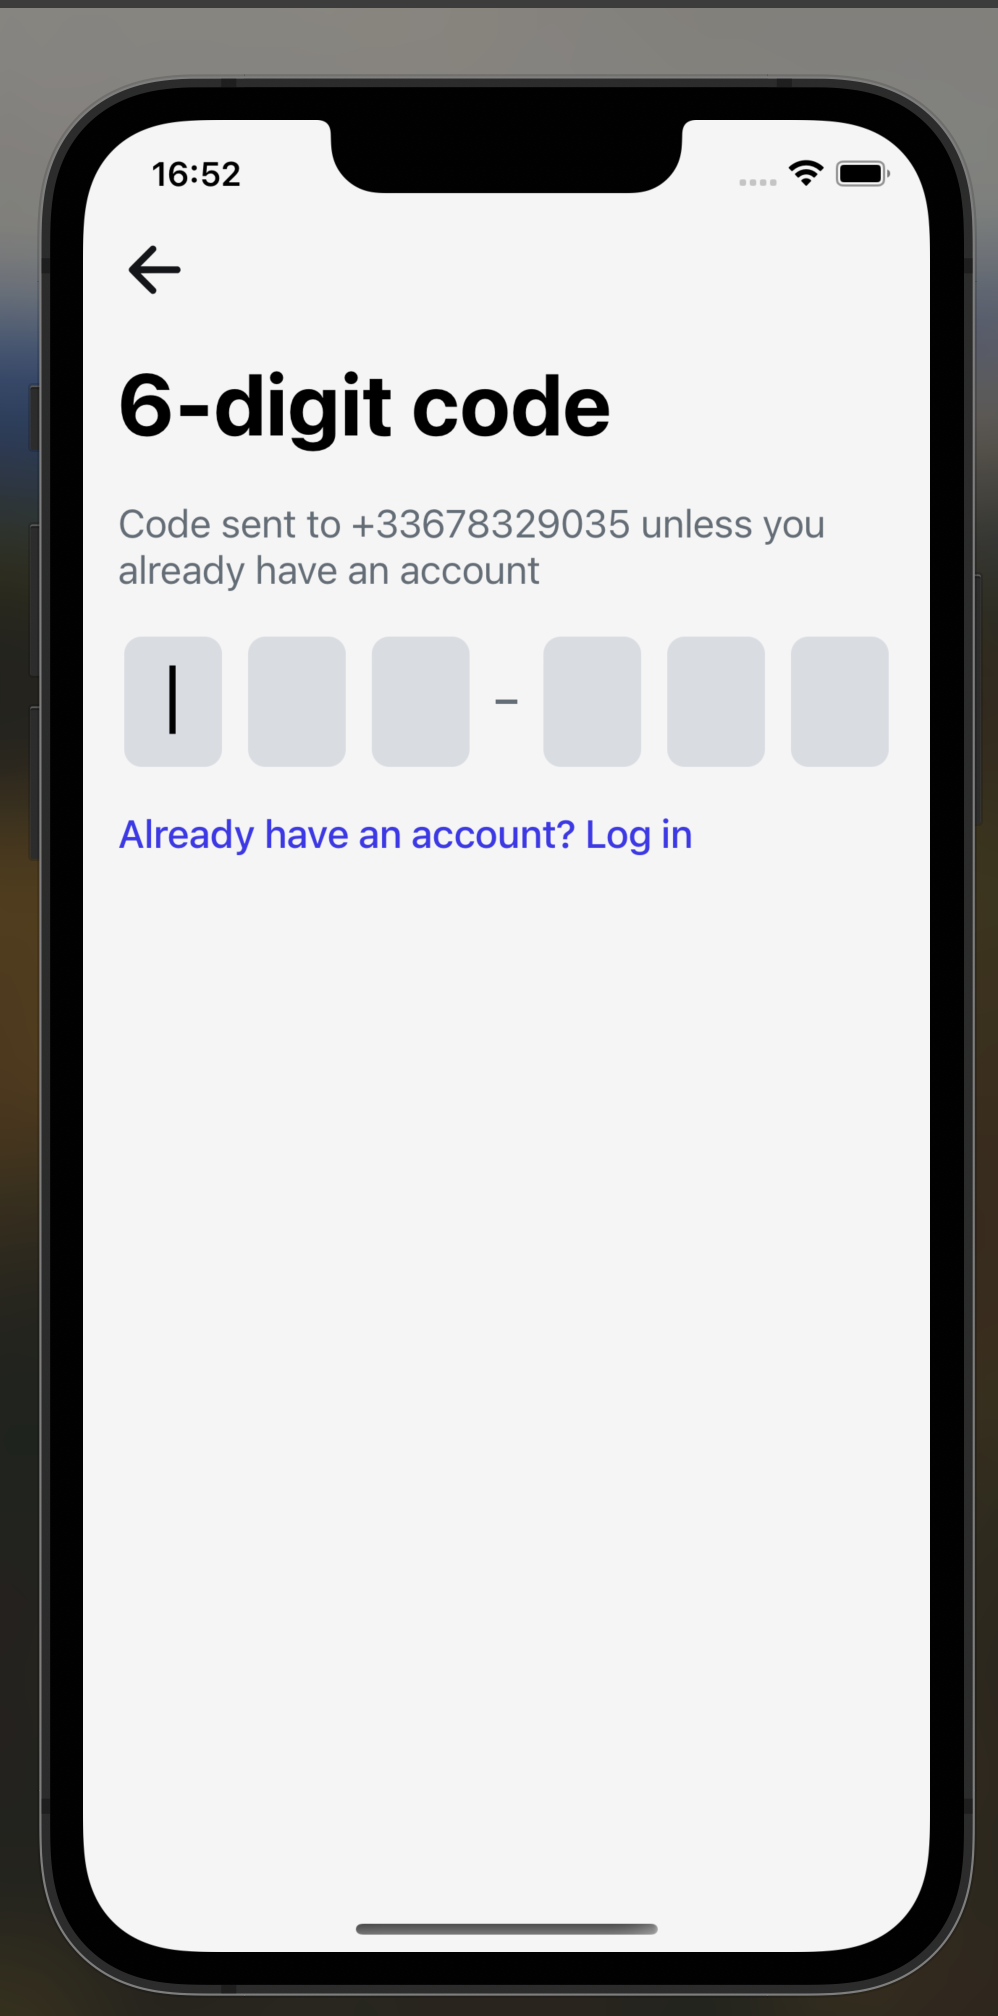 16:52
6-digit code
Code sent to +33678329035 unless you
already have an account
–
Already have an account? Log in